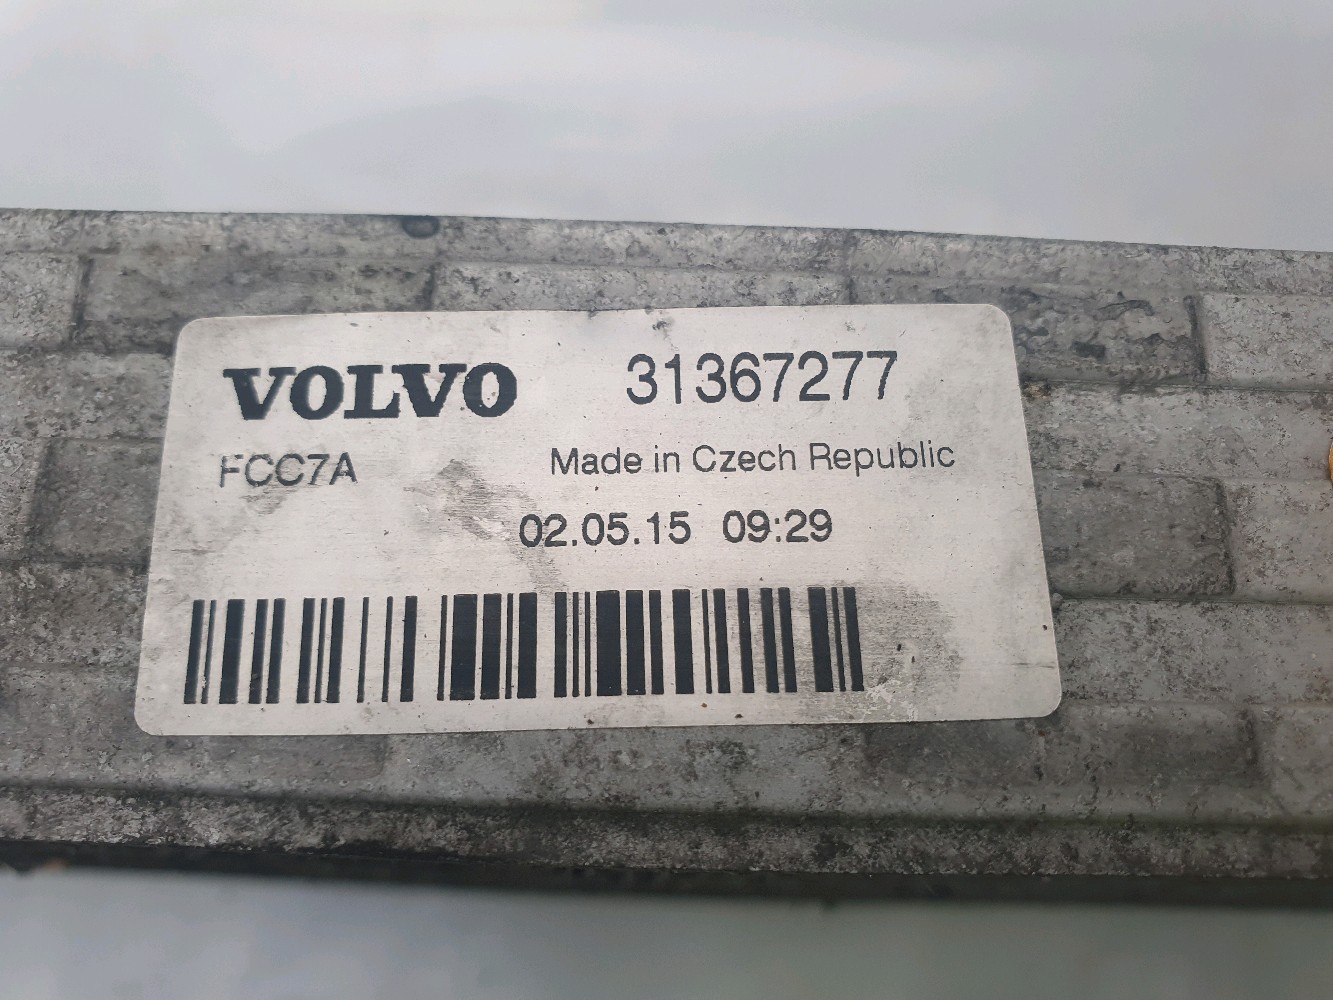 VOLVO 31367277
FCC7A Made in Czech Republic
02.05.15 09:29